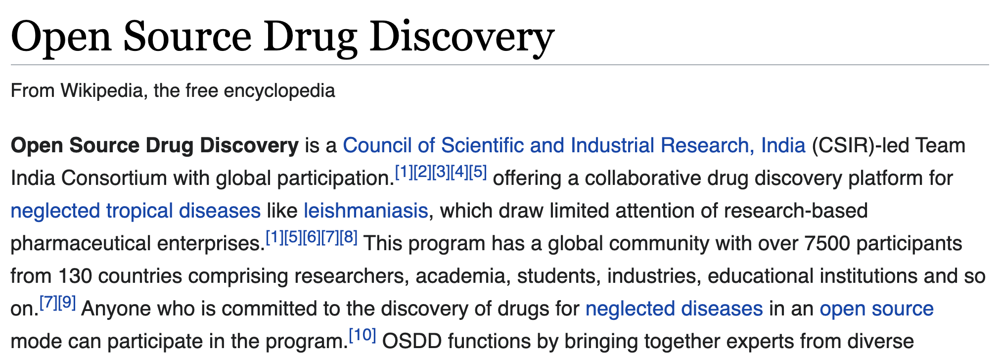 Open Source Drug Discovery
From Wikipedia, the free encyclopedia
Open Source Drug Discovery is a Council of Scientific and Industrial Research, India (CSIR)-led Team
India Consortium with global participation.[1][2][3][4][5] offering a collaborative drug discovery platform for
neglected tropical diseases like leishmaniasis, which draw limited attention of research-based
pharmaceutical enterprises.[1][5][6][7][8] This program has a global community with over 7500 participants
from 130 countries comprising researchers, academia, students, industries, educational institutions and so
on.[7][9] Anyone who is committed to the discovery of drugs for neglected diseases in an open source
mode can participate in the program.[10] OSDD functions by bringing together experts from diverse